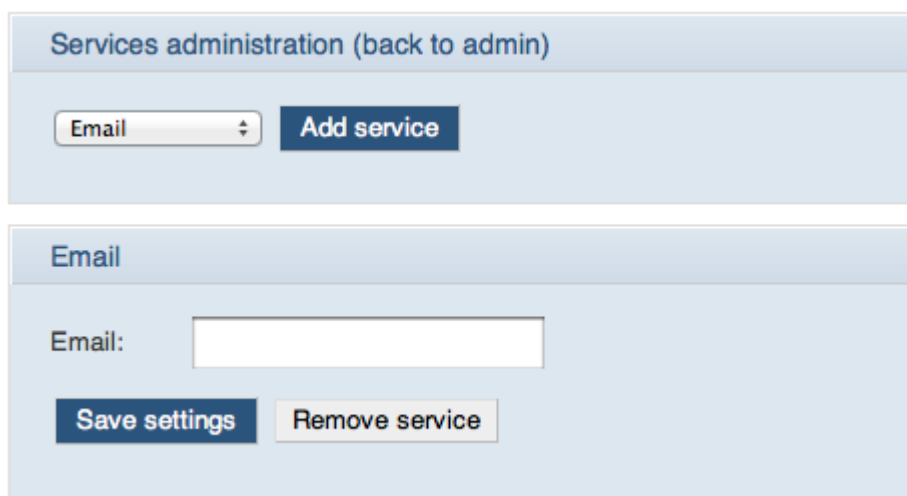 Services administration (back to admin)
Email Add service
Email
Email:
Save settings Remove service